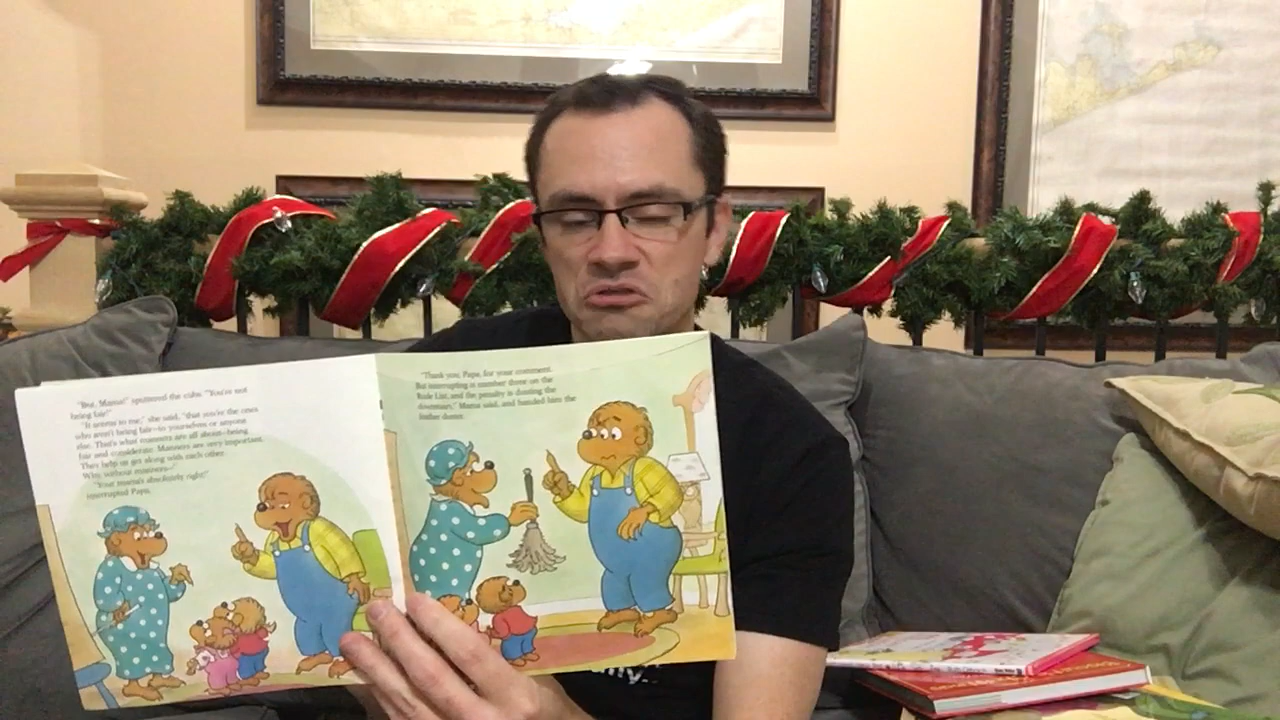 "But, Mama!" sputtered the cubs. "You're not
being fair!"
"It seems to me," she said, "that you're the ones
who aren't being fair—to yourselves or anyone
else. That's what manners are all about—being
fair and considerate. Manners are very important.
They help us get along with each other.
Why, without manners—"
"Your mama's absolutely right!"
interrupted Papa.
"Thank you, Papa, for your comment.
But interrupting is number three on the
Rule List, and the penalty is dusting the
downstairs," Mama said, and handed him the
feather duster.